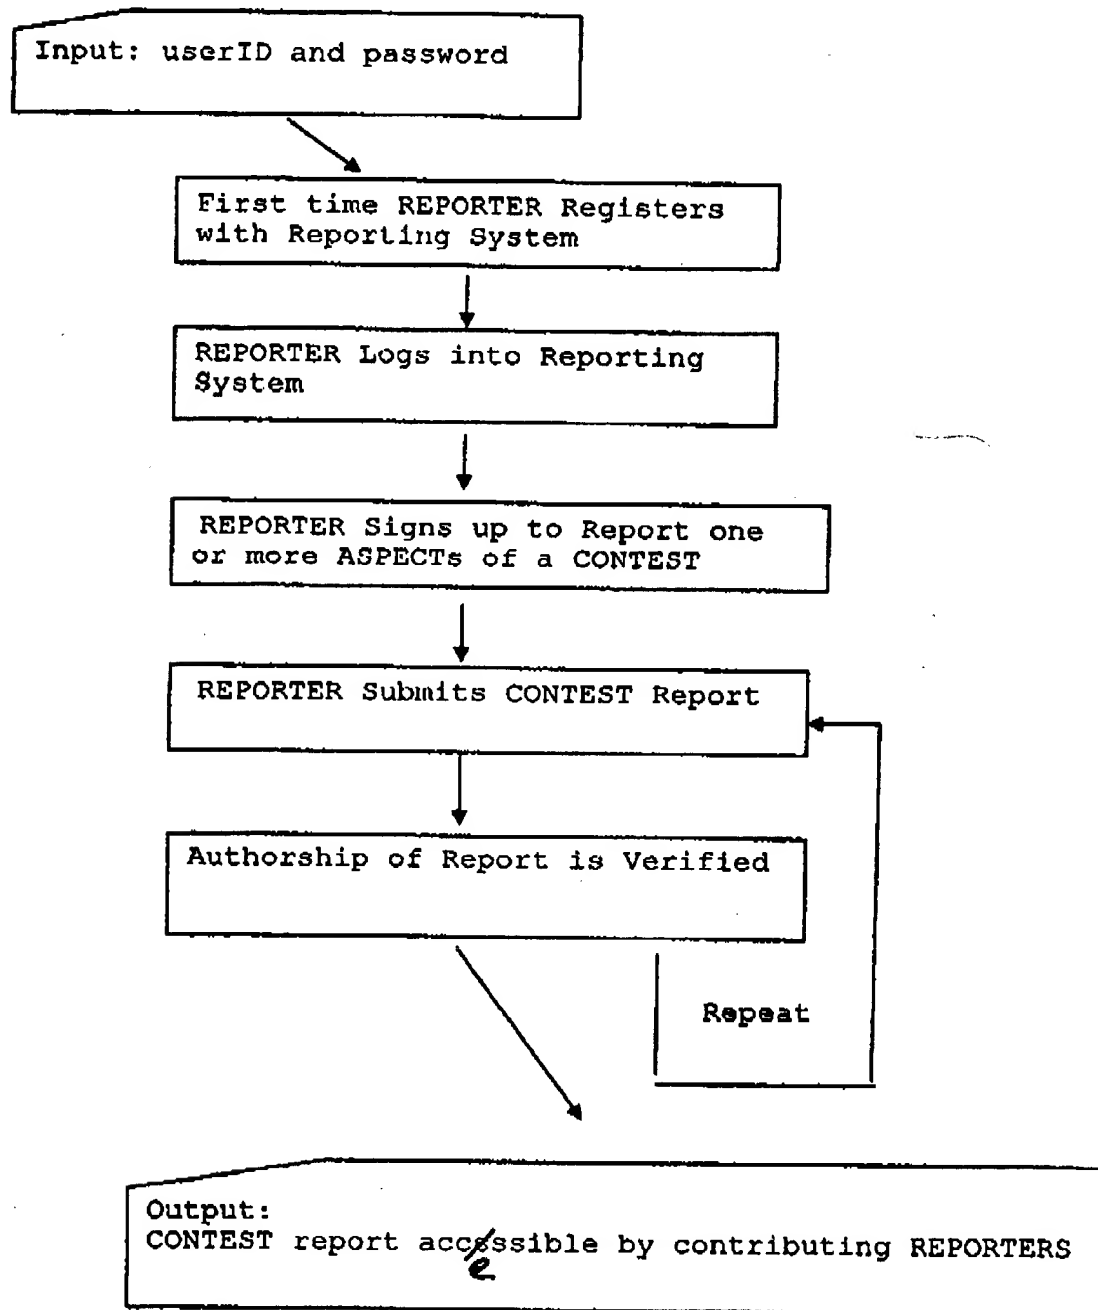 Input: userID and password
First time REPORTER Registers
with Reporting System
REPORTER Logs into Reporting
System
REPORTER Signs up to Report one
or more ASPECTs of a CONTEST
REPORTER Submits CONTEST Report
Authorship of Report is Verified
Repeat
Output:
CONTEST report accessible by contributing REPORTERS
e